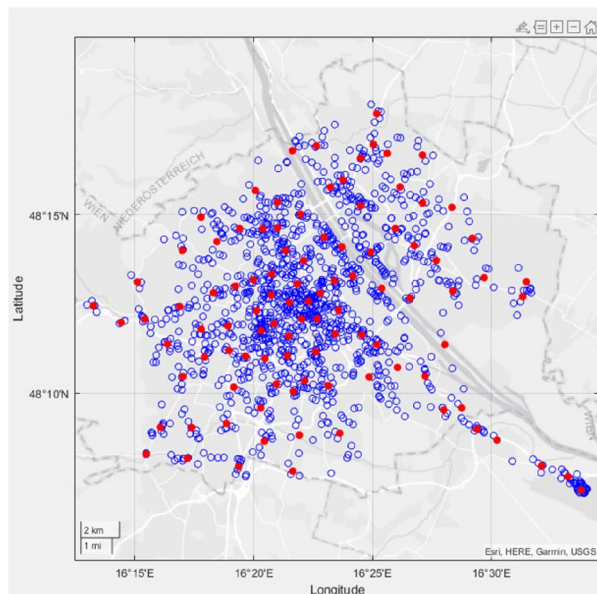 NIEDERÖSTERREICH
WIEN
48°15'N
Latitude
48°10'N
WIEN
2 km
1 mi
Esri, HERE, Garmin, USGS
16°15'E
16°20'E
16°25'E
16°30'E
Longitude